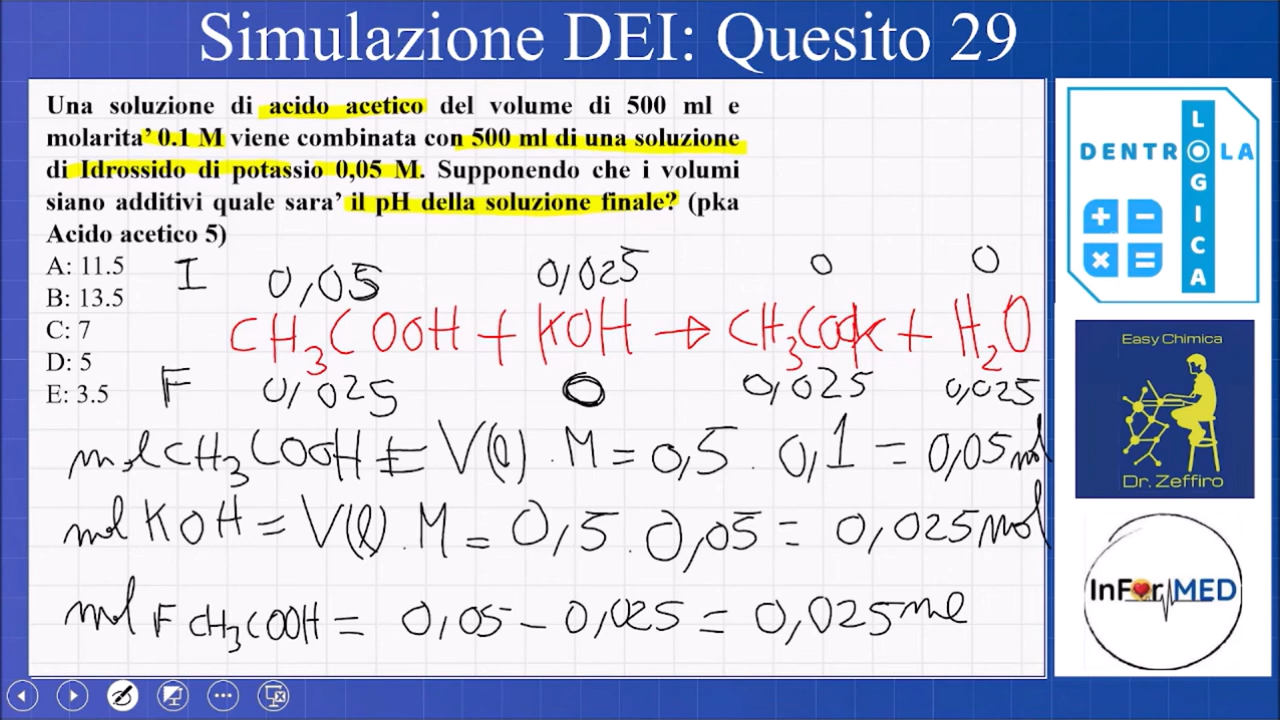 Simulazione DEI: Quesito 29
Una soluzione di acido acetico del volume di 500 ml e
molarita’ 0.1 M viene combinata con 500 ml di una soluzione
di Idrossido di potassio 0,05 M. Supponendo che i volumi
siano additivi quale sara’ il pH della soluzione finale? (pka
Acido acetico 5)
A: 11.5
B: 13.5
C: 7
D: 5
E: 3.5
I 0,05 0,025 0 0
CH3COOH + KOH → CH3COOK + H2O
F 0,025 0 0,025 0,025
mol CH3COOH = V(l) . M = 0,5 . 0,1 = 0,05 mol
mol KOH = V(l) . M = 0,5 . 0,05 = 0,025 mol
mol F CH3COOH = 0,05 - 0,025 = 0,025 mol
DENTRO LA
LOGICA
Easy Chimica
Dr. Zeffiro
InForMED